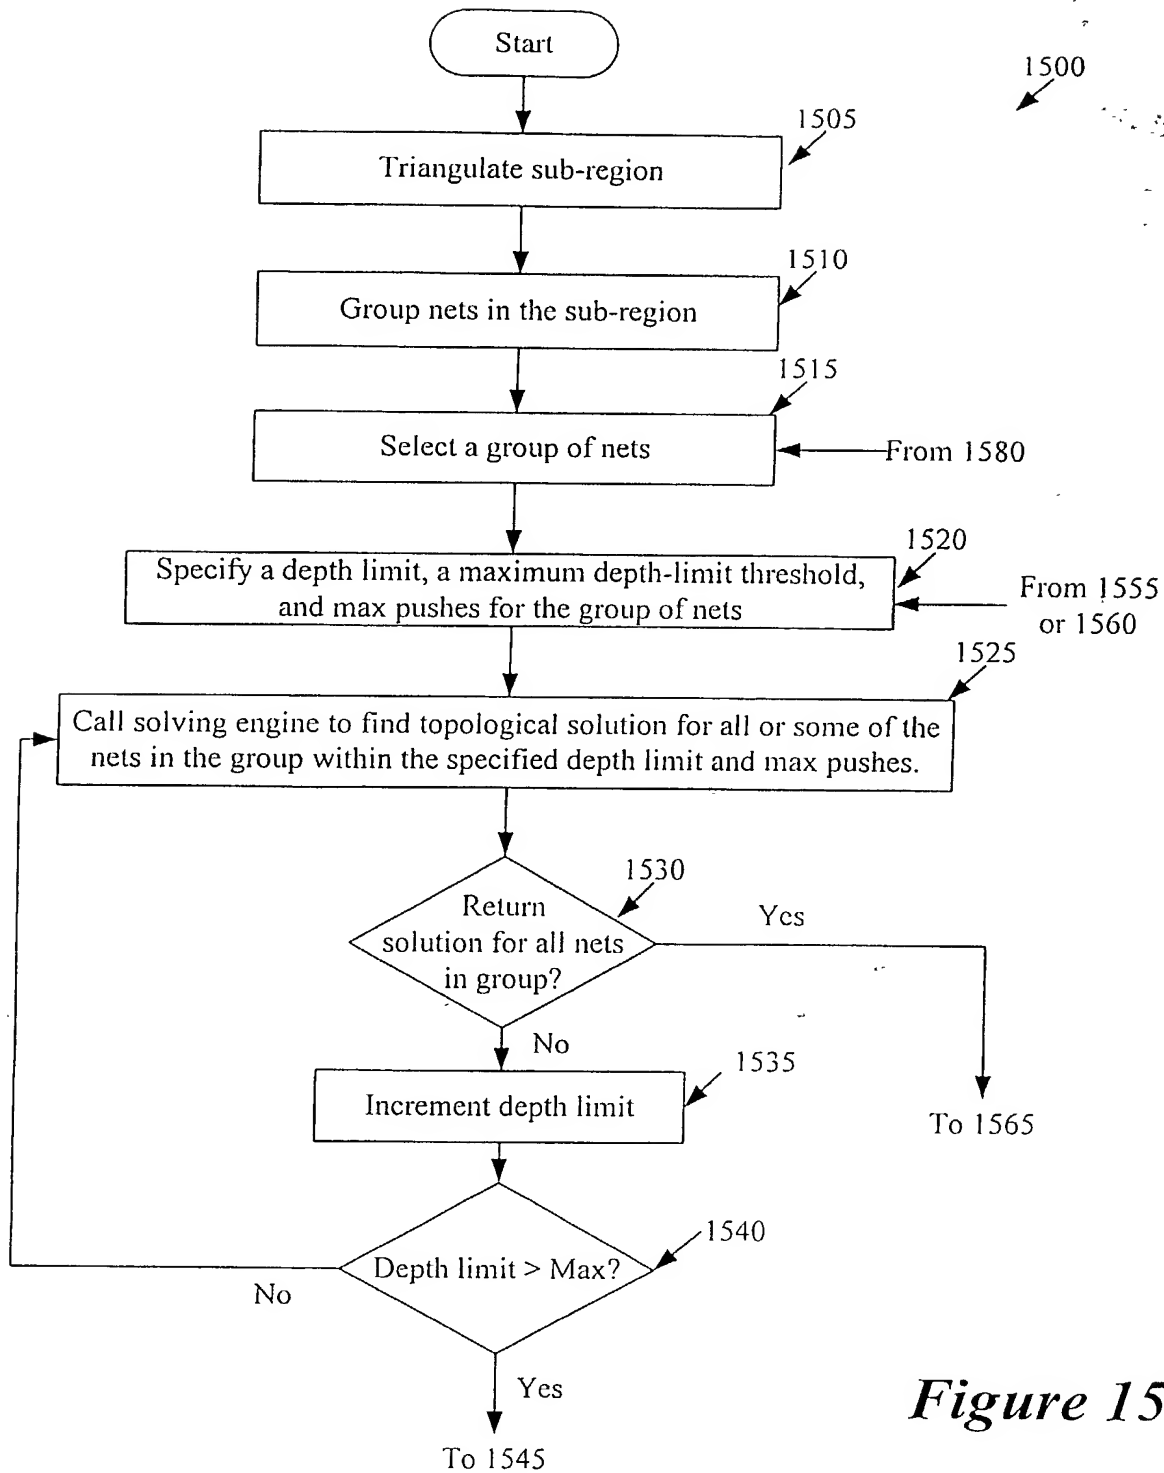 Start
1500
1505
Triangulate sub-region
1510
Group nets in the sub-region
1515
Select a group of nets
From 1580
1520
Specify a depth limit, a maximum depth-limit threshold,
and max pushes for the group of nets
From 1555
or 1560
1525
Call solving engine to find topological solution for all or some of the
nets in the group within the specified depth limit and max pushes.
1530
Return
solution for all nets
in group?
Yes
No
1535
Increment depth limit
To 1565
1540
Depth limit > Max?
No
Yes
To 1545
Figure 15